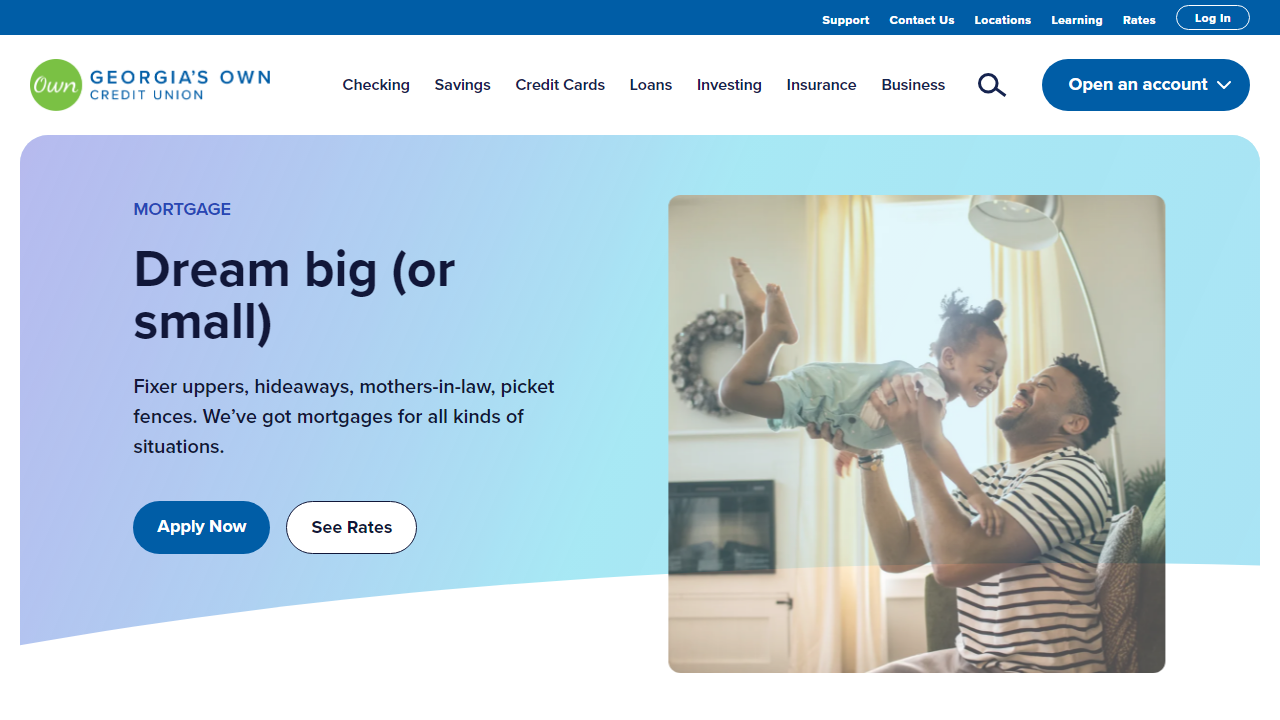 Support Contact Us Locations Learning Rates Log In
Own GEORGIA'S OWN
CREDIT UNION
Checking Savings Credit Cards Loans Investing Insurance Business Open an account
MORTGAGE
Dream big (or
small)
Fixer uppers, hideaways, mothers-in-law, picket
fences. We’ve got mortgages for all kinds of
situations.
Apply Now See Rates